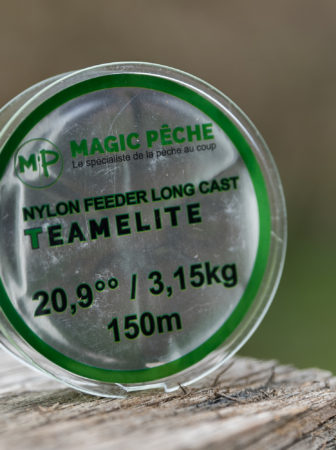 M·P MAGIC PÊCHE
Le spécialiste de la pêche au coup
NYLON FEEDER LONG CAST
TEAMELITE
20,9°° / 3,15kg
150m